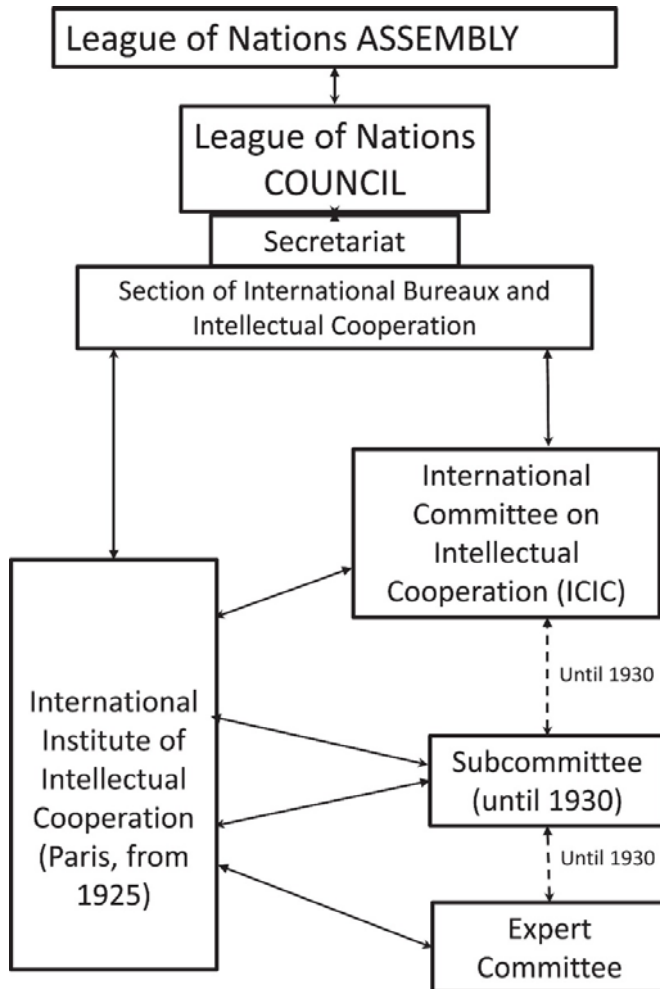 League of Nations ASSEMBLY
League of Nations
COUNCIL
Secretariat
Section of International Bureaux and
Intellectual Cooperation
International
Committee on
Intellectual
Cooperation (ICIC)
Until 1930
International
Institute of
Intellectual
Cooperation
(Paris, from
1925)
Subcommittee
(until 1930)
Until 1930
Expert
Committee